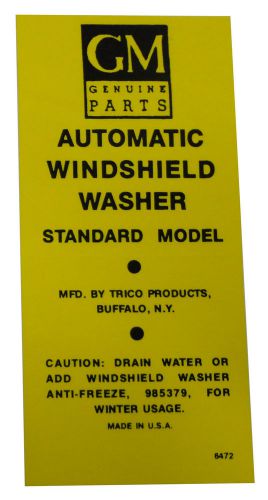 GM
GENUINE
PARTS
AUTOMATIC
WINDSHIELD
WASHER
STANDARD MODEL
MFD. BY TRICO PRODUCTS,
BUFFALO, N.Y.
CAUTION: DRAIN WATER OR
ADD WINDSHIELD WASHER
ANTI-FREEZE, 985379, FOR
WINTER USAGE.
MADE IN U.S.A.
6472